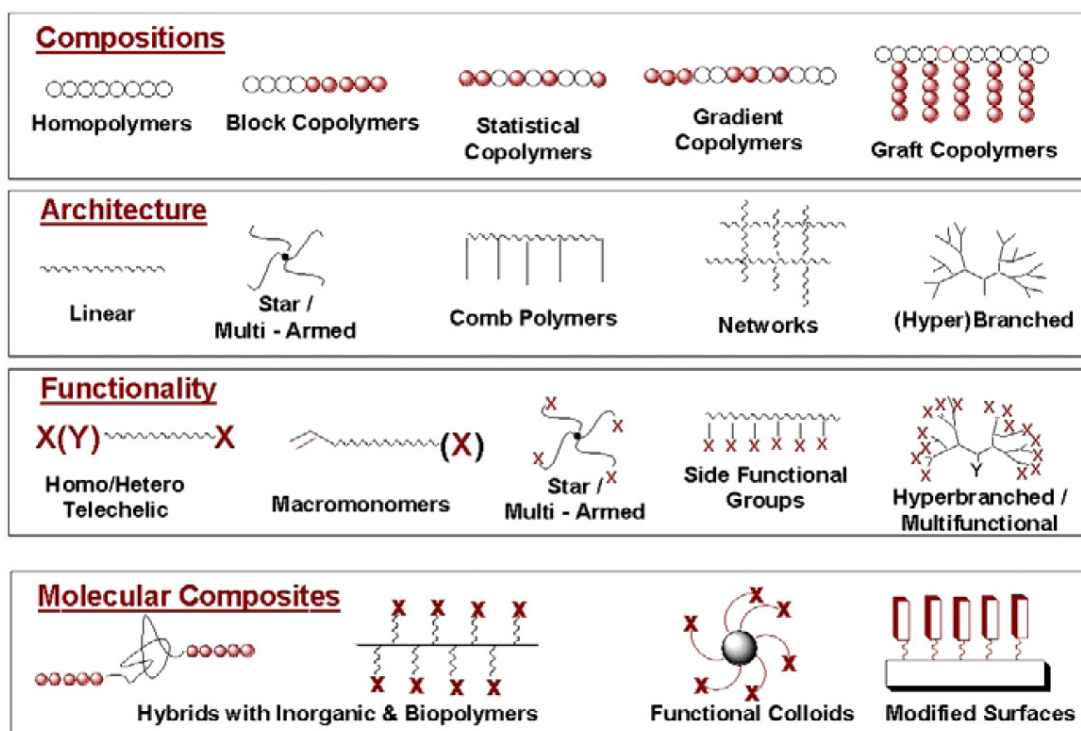 Compositions
Homopolymers
Block Copolymers
Statistical
Copolymers
Gradient
Copolymers
Graft Copolymers
Architecture
Linear
Star /
Multi - Armed
Comb Polymers
Networks
(Hyper)Branched
Functionality
X(Y) X
Homo/Hetero
Telechelic
(X)
Macromonomers
X
X
X
X
Star /
Multi - Armed
X X X X X X
Side Functional
Groups
X X X X X X X X X X X X X X
Y
Hyperbranched /
Multifunctional
Molecular Composites
X X X X
X X X X
Hybrids with Inorganic & Biopolymers
X
X
X
X
X
X
Functional Colloids
Modified Surfaces